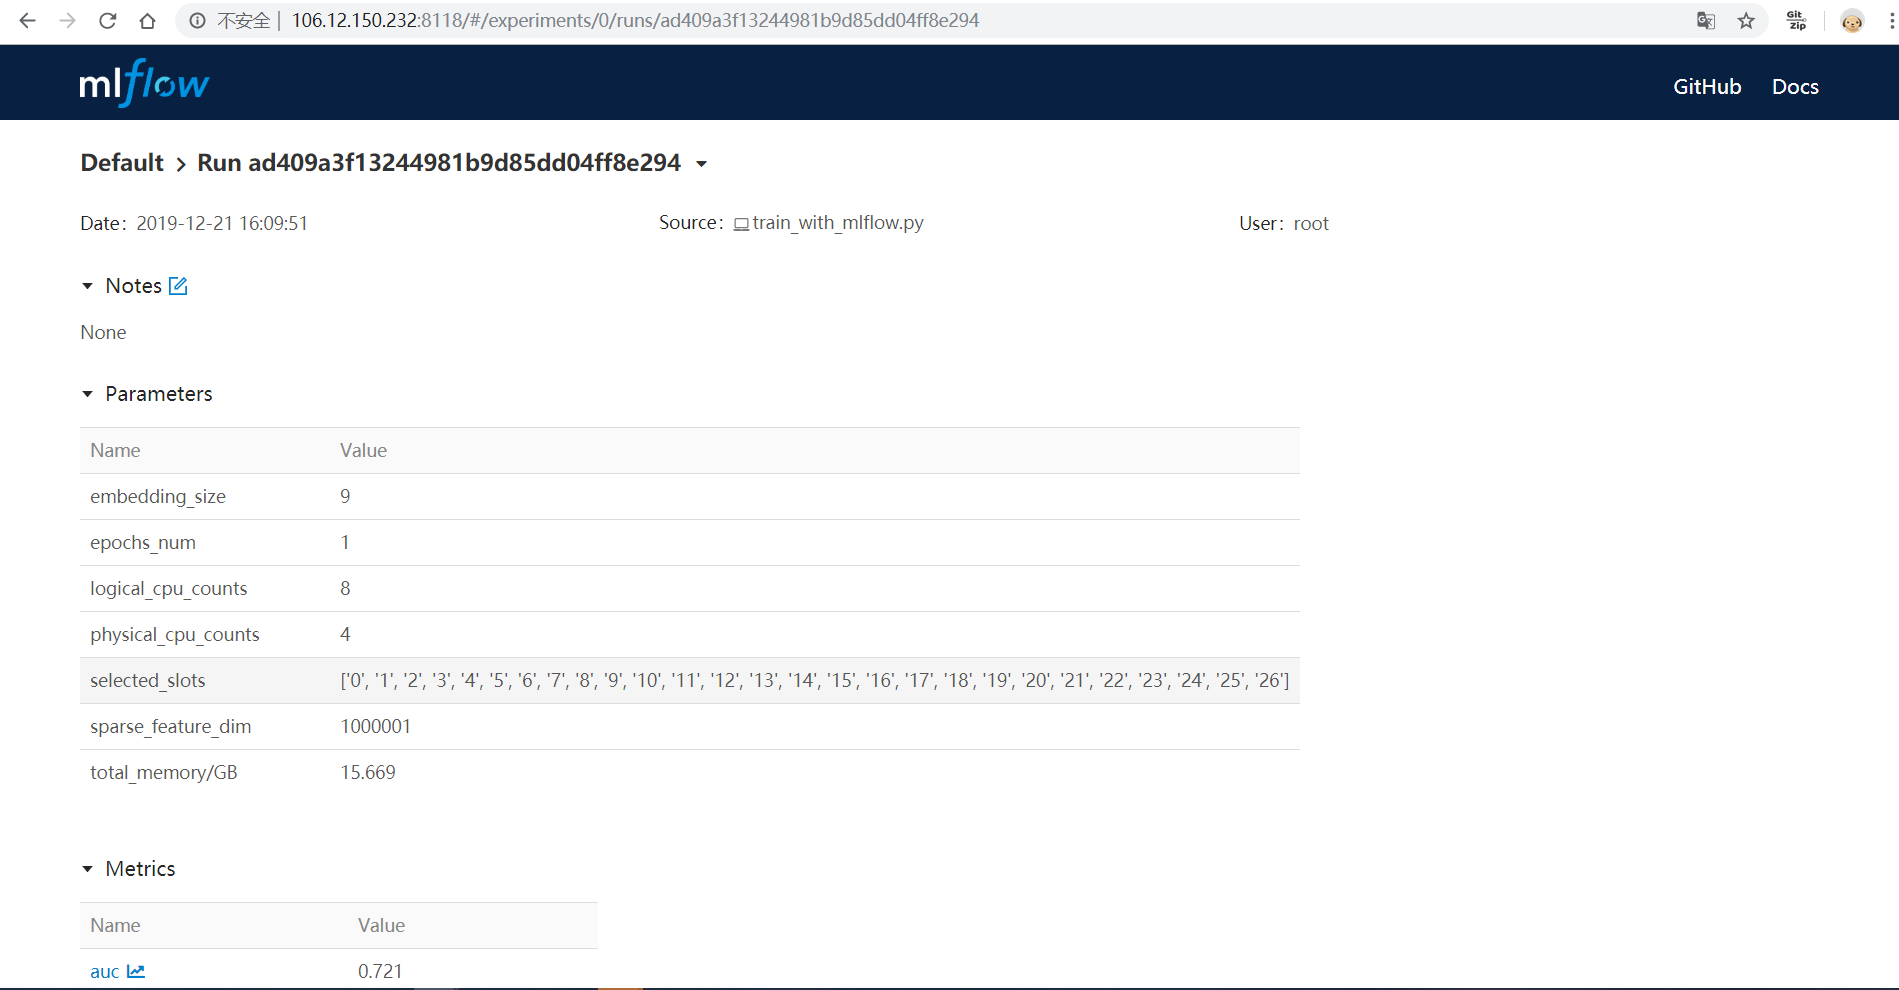 不安全 | 106.12.150.232:8118/#/experiments/0/runs/ad409a3f13244981b9d85dd04ff8e294
Git Zip
mlflow
GitHub Docs
Default > Run ad409a3f13244981b9d85dd04ff8e294
Date: 2019-12-21 16:09:51 Source: train_with_mlflow.py User: root
Notes
None
Parameters
Name Value
embedding_size 9
epochs_num 1
logical_cpu_counts 8
physical_cpu_counts 4
selected_slots ['0', '1', '2', '3', '4', '5', '6', '7', '8', '9', '10', '11', '12', '13', '14', '15', '16', '17', '18', '19', '20', '21', '22', '23', '24', '25', '26']
sparse_feature_dim 1000001
total_memory/GB 15.669
Metrics
Name Value
auc 0.721